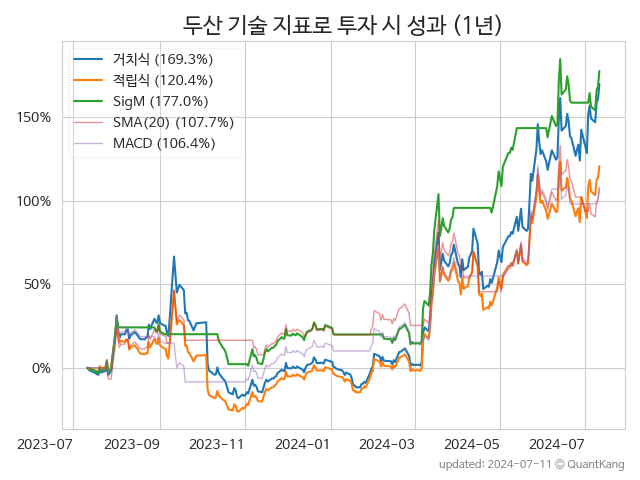 두산 기술 지표로 투자 시 성과 (1년)
거치식 (169.3%)
적립식 (120.4%)
SigM (177.0%)
SMA(20) (107.7%)
MACD (106.4%)
150%
100%
50%
0%
2023-07
2023-09
2023-11
2024-01
2024-03
2024-05
2024-07
updated: 2024-07-11 © QuantKang